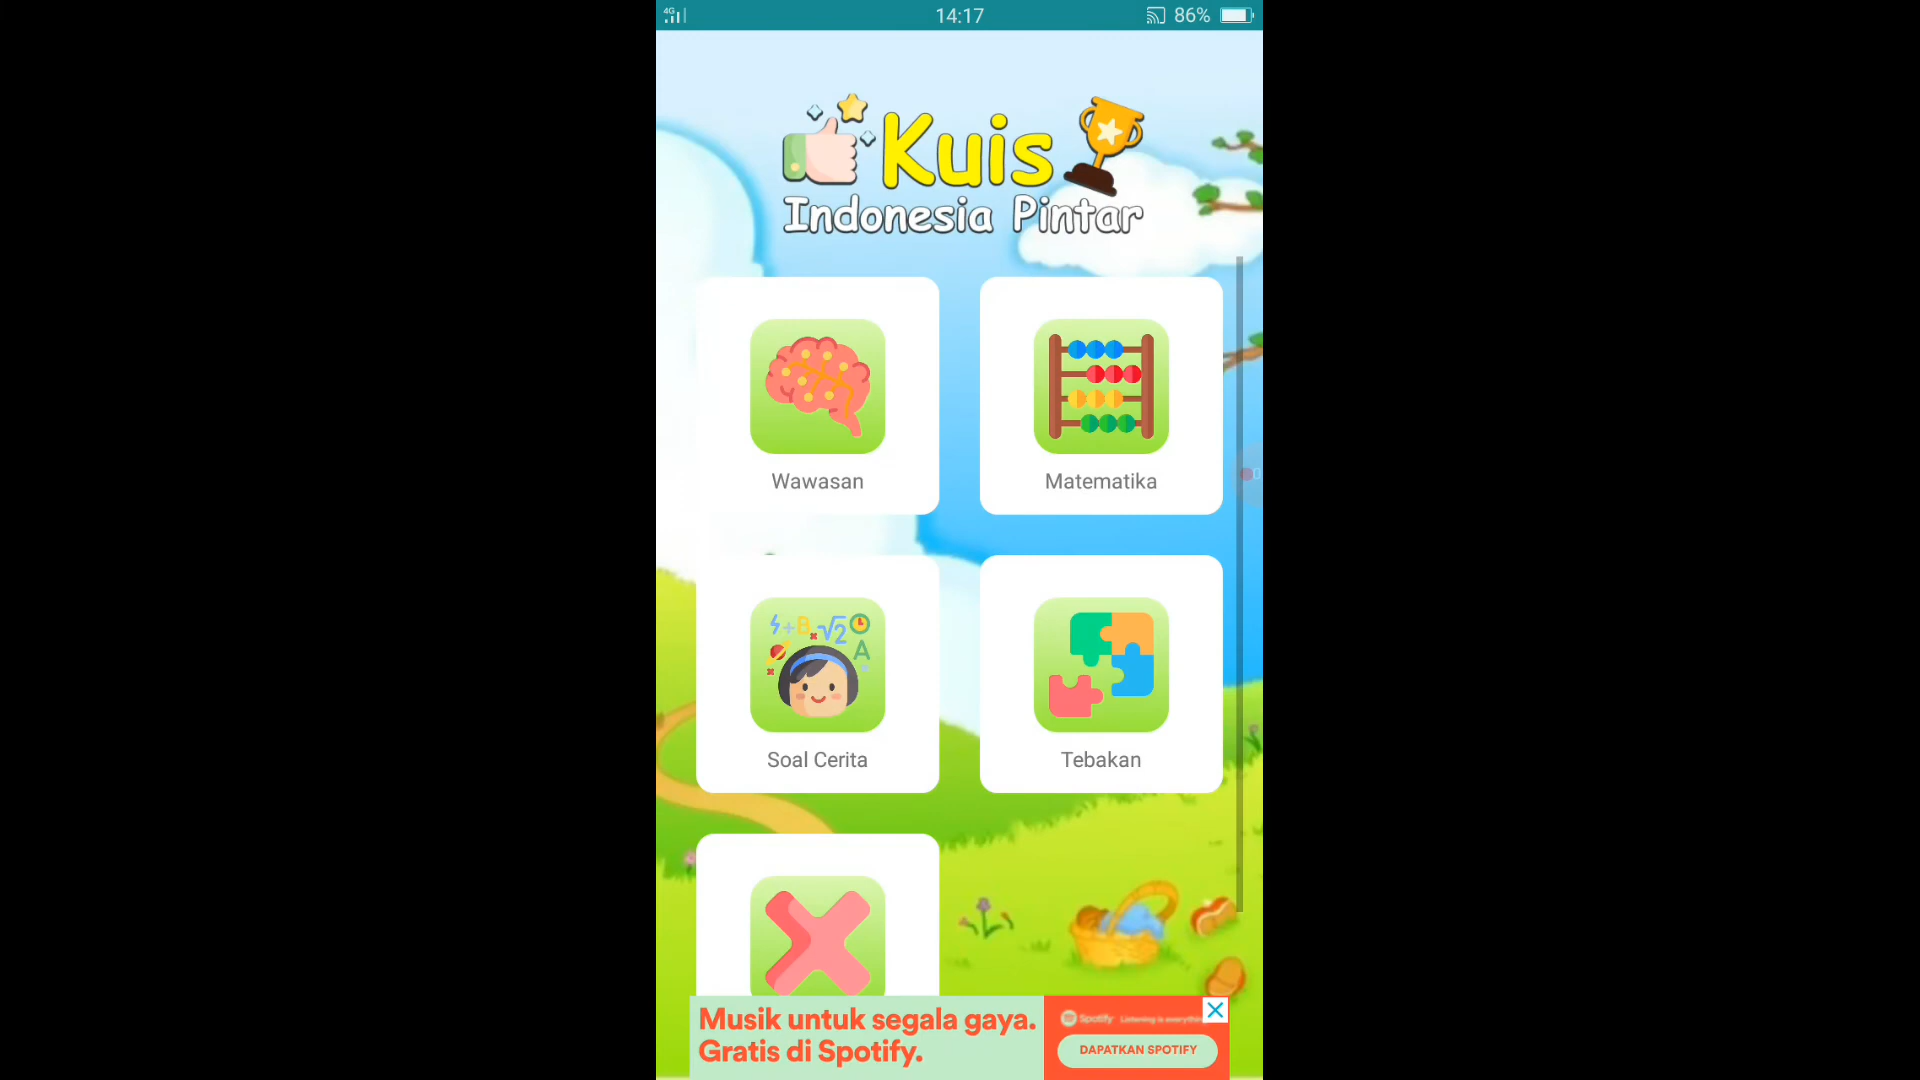 4G
14:17
86%
Kuis
Indonesia Pintar
Wawasan
Matematika
Soal Cerita
Tebakan
Musik untuk segala gaya.
Gratis di Spotify.
Spotify
DAPATKAN SPOTIFY